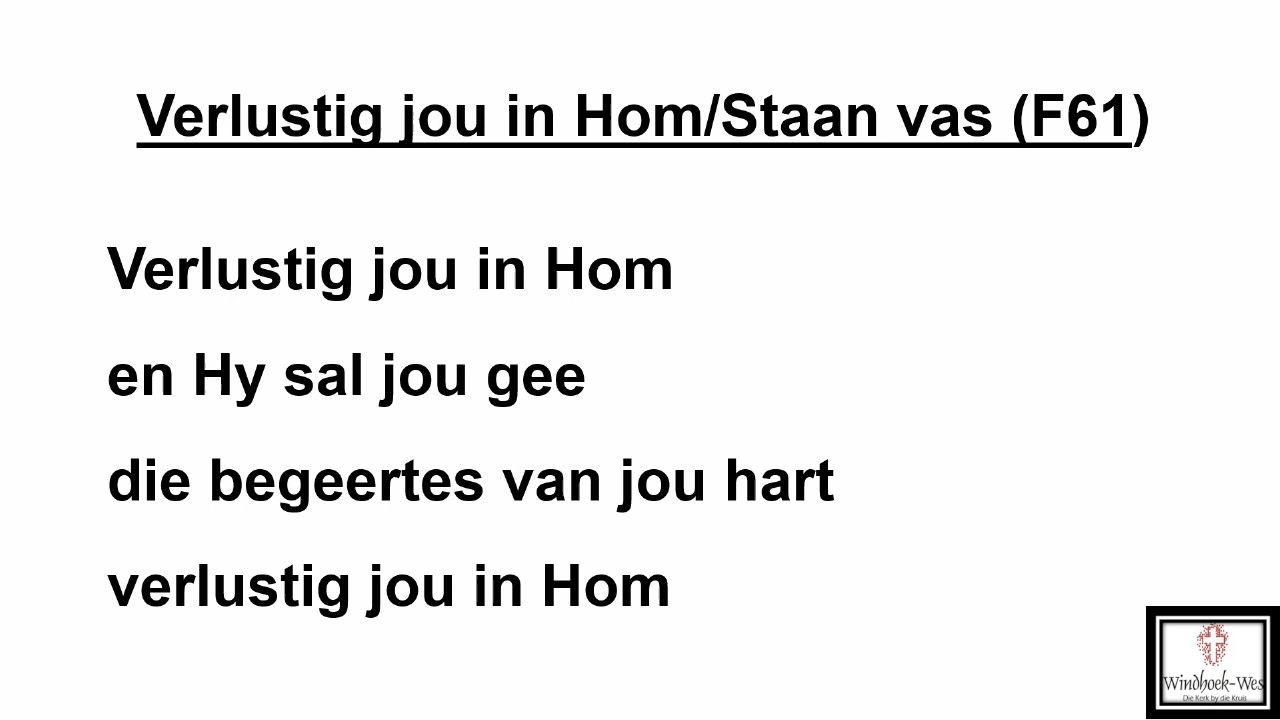 Verlustig jou in Hom/Staan vas (F61)
Verlustig jou in Hom
en Hy sal jou gee
die begeertes van jou hart
verlustig jou in Hom
Windhoek-Wes
Die Kerk by die Kruis